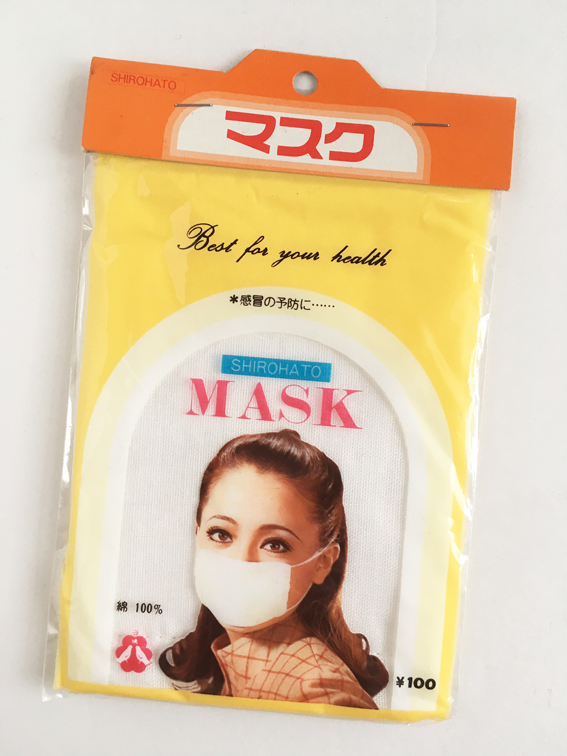 SHIROHATO
マスク
Best for your health
*感冒の予防に……
SHIROHATO
MASK
綿 100%
¥100